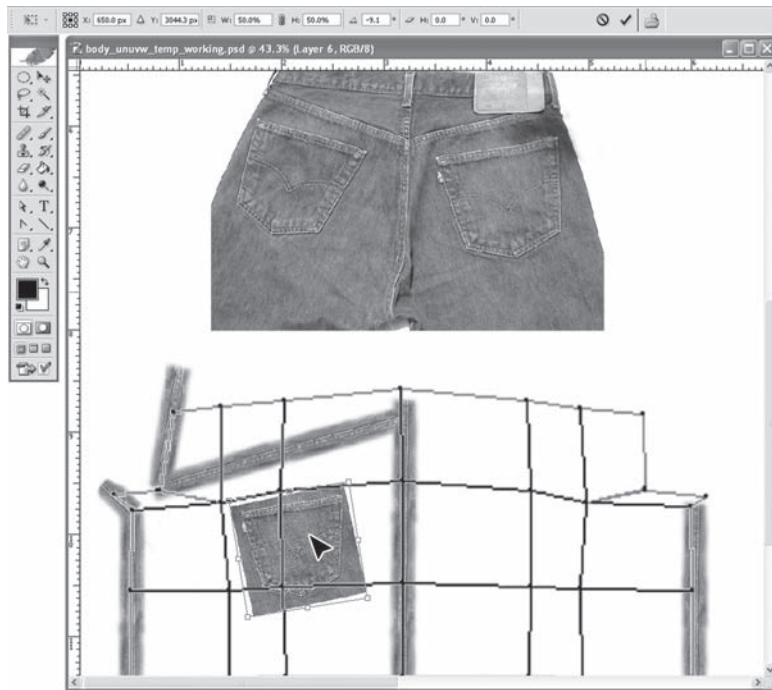 X: 650.0 px Y: 3044.3 px W: 50.0% H: 50.0% -9.1 ° H: 0.0 ° V: 0.0 °
body_unuvw_temp_working.psd @ 43.3% (Layer 6, RGB/8)